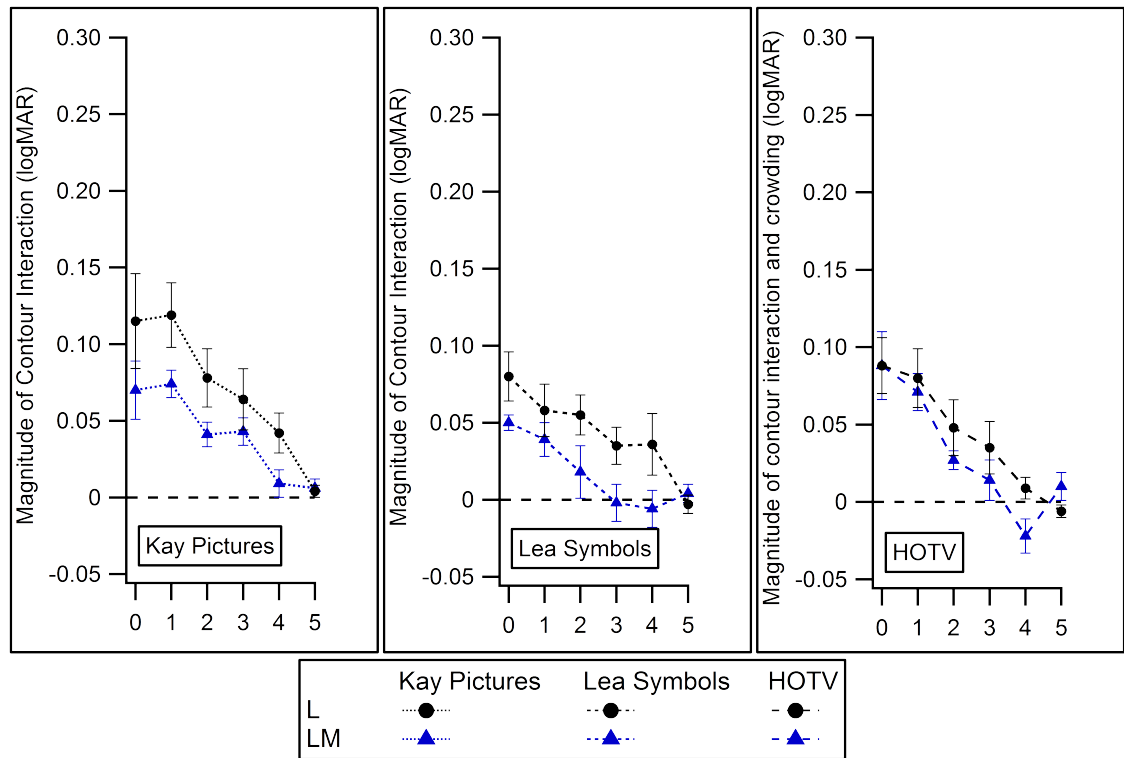 Magnitude of Contour Interaction (logMAR)
0.30
0.25
0.20
0.15
0.10
0.05
0
-0.05
Kay Pictures
0 1 2 3 4 5
Magnitude of Contour Interaction (logMAR)
0.30
0.25
0.20
0.15
0.10
0.05
0
-0.05
Lea Symbols
0 1 2 3 4 5
Magnitude of contour interaction and crowding (logMAR)
0.30
0.25
0.20
0.15
0.10
0.05
0
-0.05
HOTV
0 1 2 3 4 5
Kay Pictures Lea Symbols HOTV
L
LM